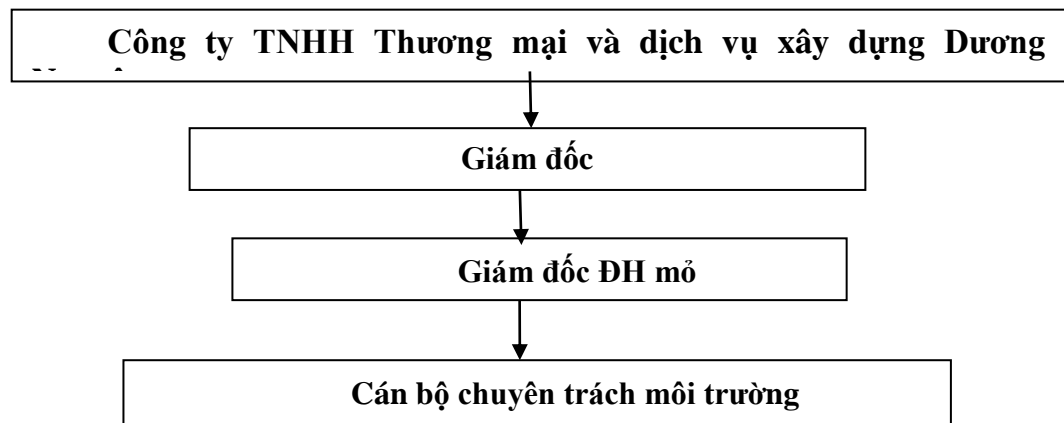 Công ty TNHH Thương mại và dịch vụ xây dựng Dương
Giám đốc
Giám đốc ĐH mỏ
Cán bộ chuyên trách môi trường